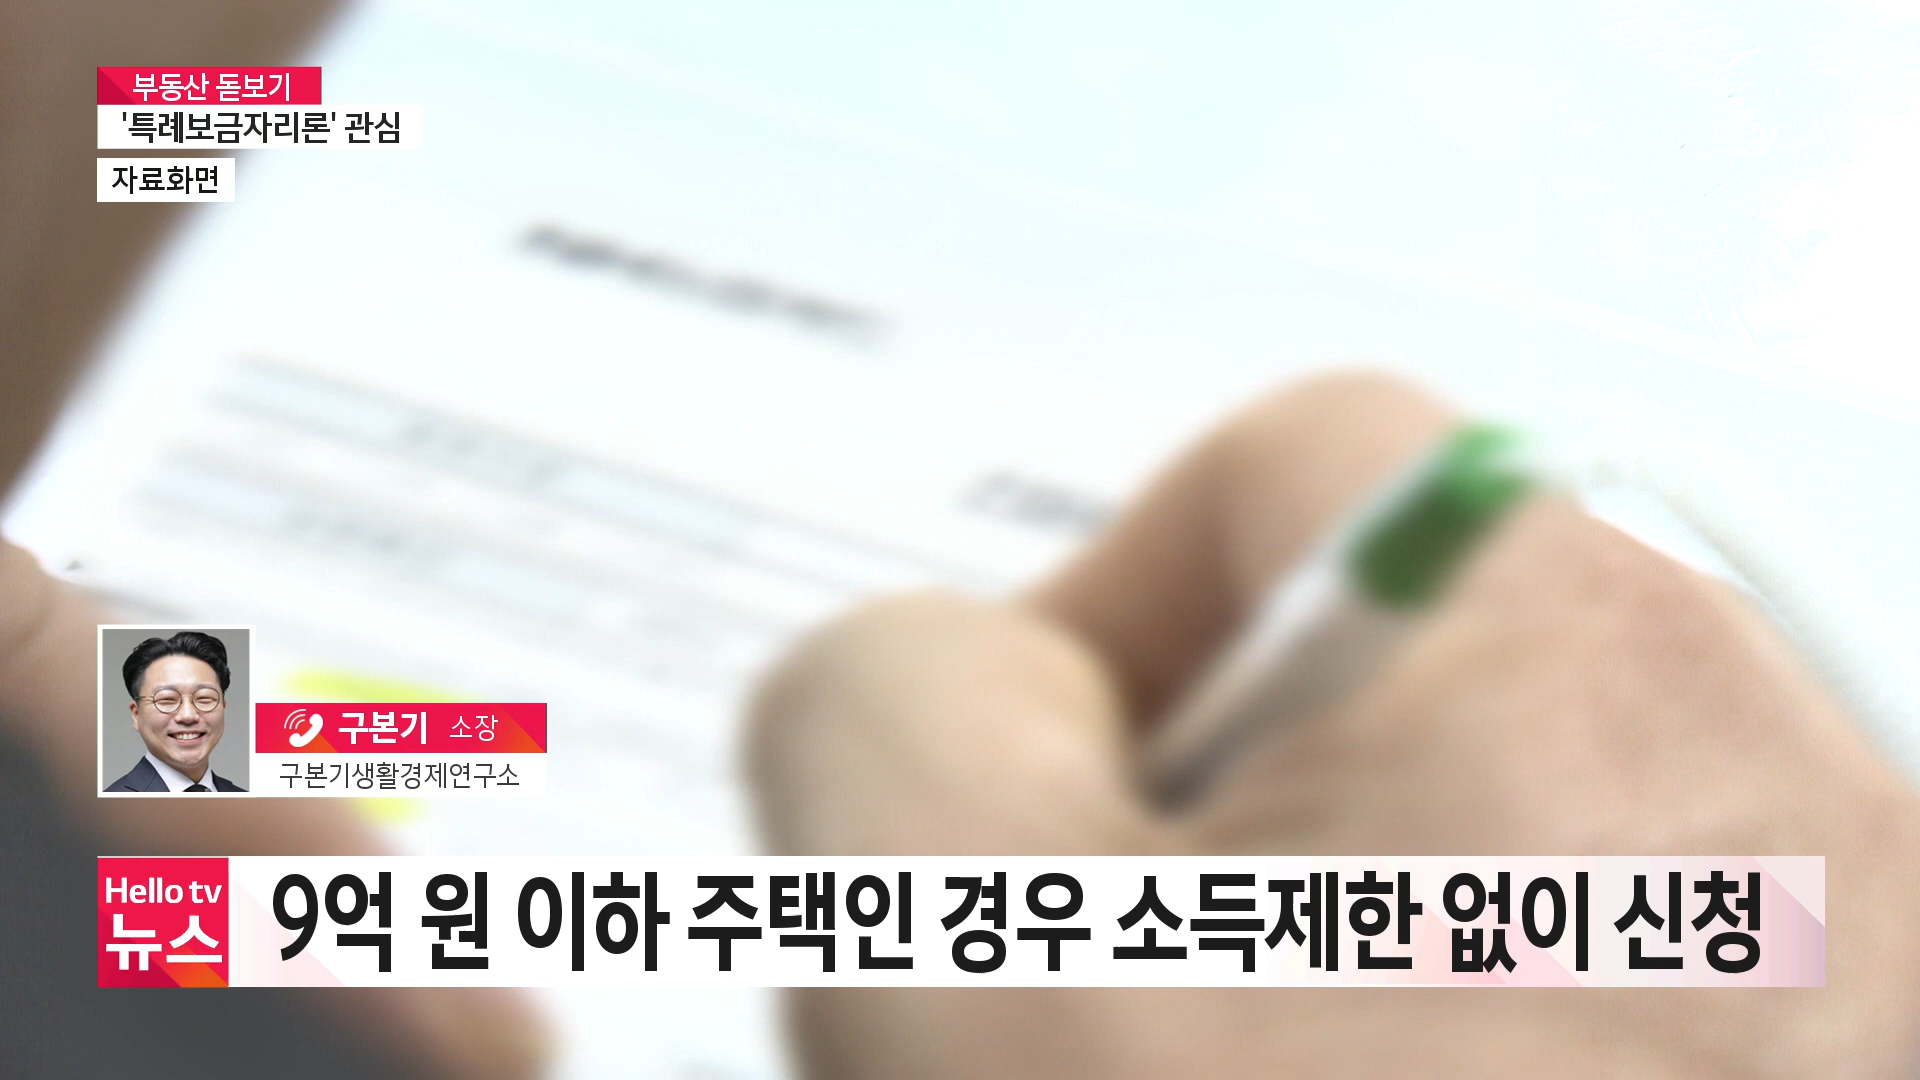 부동산 돋보기
'특례보금자리론' 관심
자료화면
구본기 소장
구본기생활경제연구소
Hello tv
뉴스
9억 원 이하 주택인 경우 소득제한 없이 신청